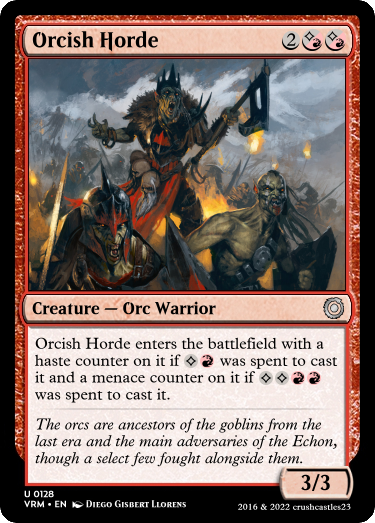 Orcish Horde 2
Creature — Orc Warrior
Orcish Horde enters the battlefield with a
haste counter on it if was spent to cast
it and a menace counter on it if
was spent to cast it.
The orcs are ancestors of the goblins from the
last era and the main adversaries of the Echon,
though a select few fought alongside them.
3/3
U 0128
VRM • EN Diego Gisbert Llorens
2016 & 2022 crushcastles23